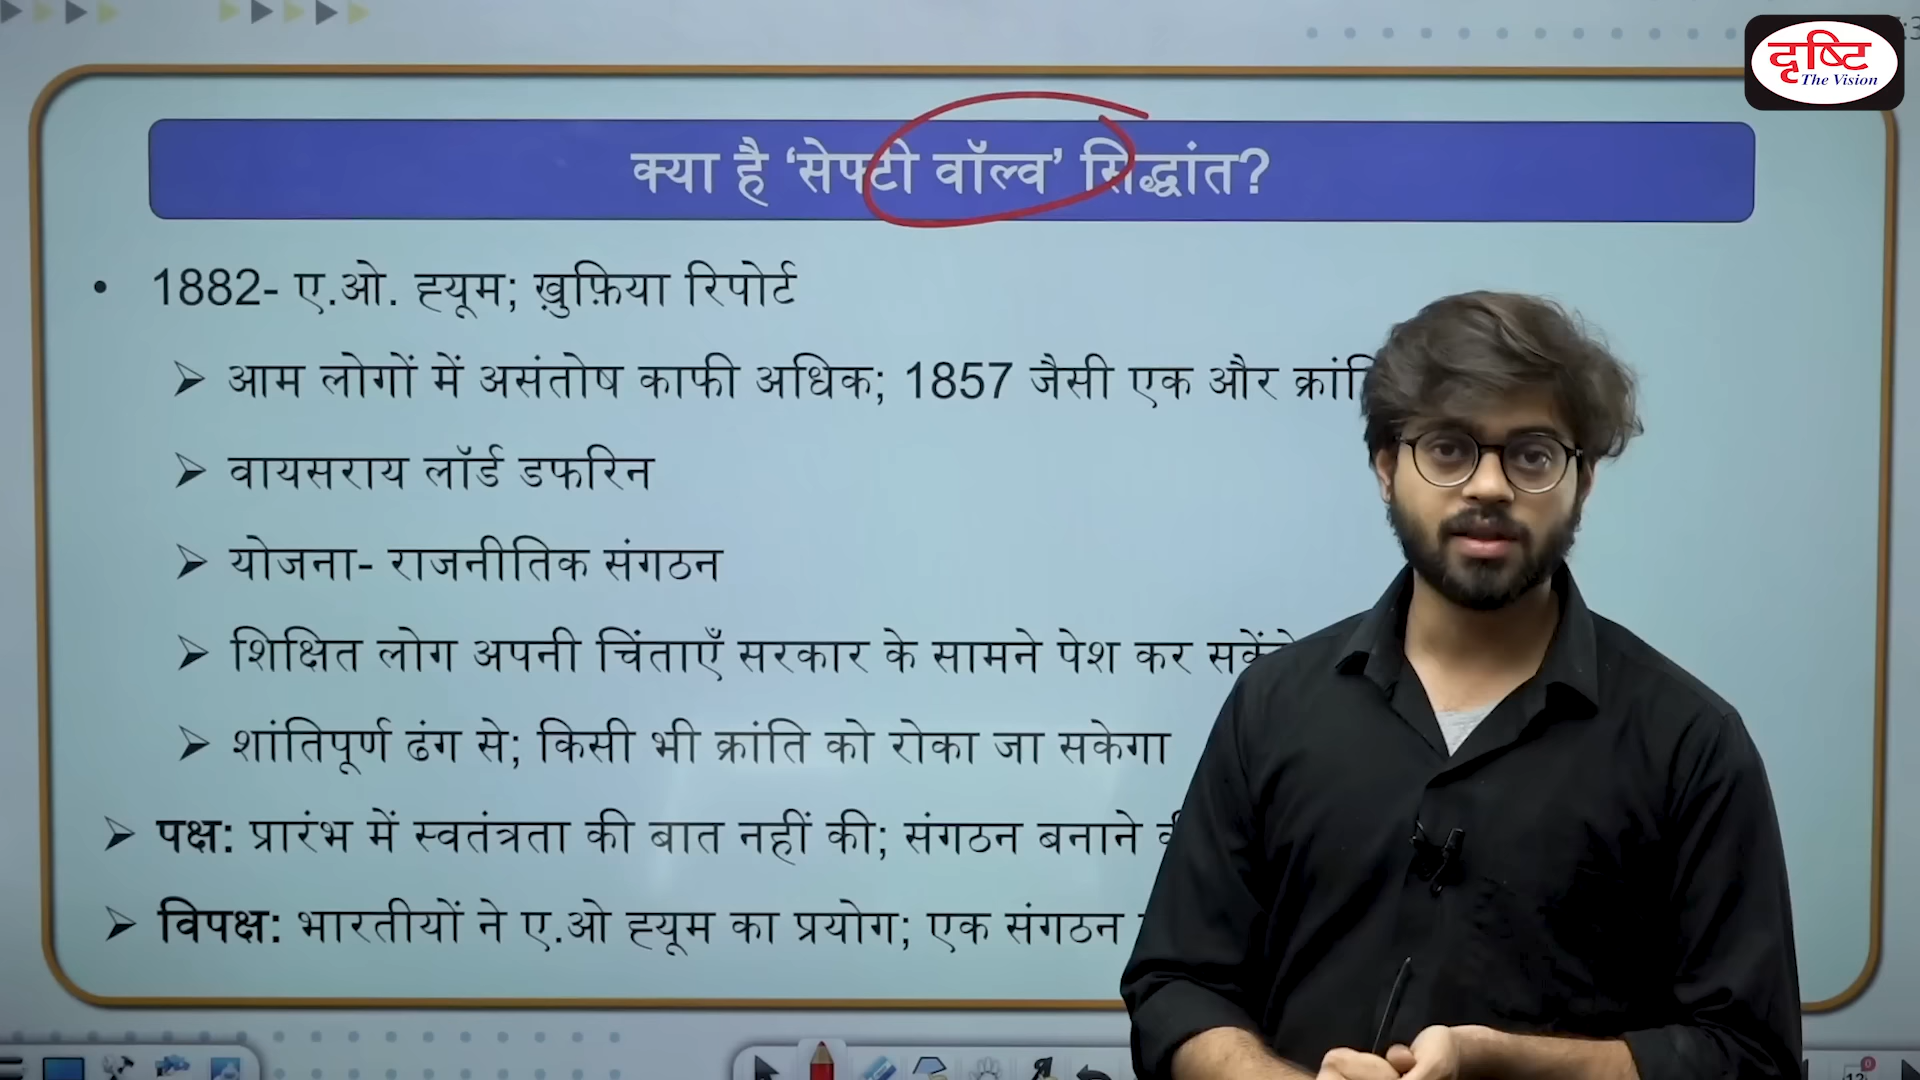 दृष्टि
The Vision
क्या है ‘सेफ्टी वॉल्व’ सिद्धांत?
• 1882- ए.ओ. ह्यूम; ख़ुफ़िया रिपोर्ट
➢ आम लोगों में असंतोष काफी अधिक; 1857 जैसी एक और
➢ वायसराय लॉर्ड डफरिन
➢ योजना- राजनीतिक संगठन
➢ शिक्षित लोग अपनी चिंताएँ सरकार के सामने पेश कर
➢ शांतिपूर्ण ढंग से; किसी भी क्रांति को रोका जा सकेगा
➢ पक्ष: प्रारंभ में स्वतंत्रता की बात नहीं की; संगठन बनाने
➢ विपक्ष: भारतीयों ने ए.ओ ह्यूम का प्रयोग; एक संगठन